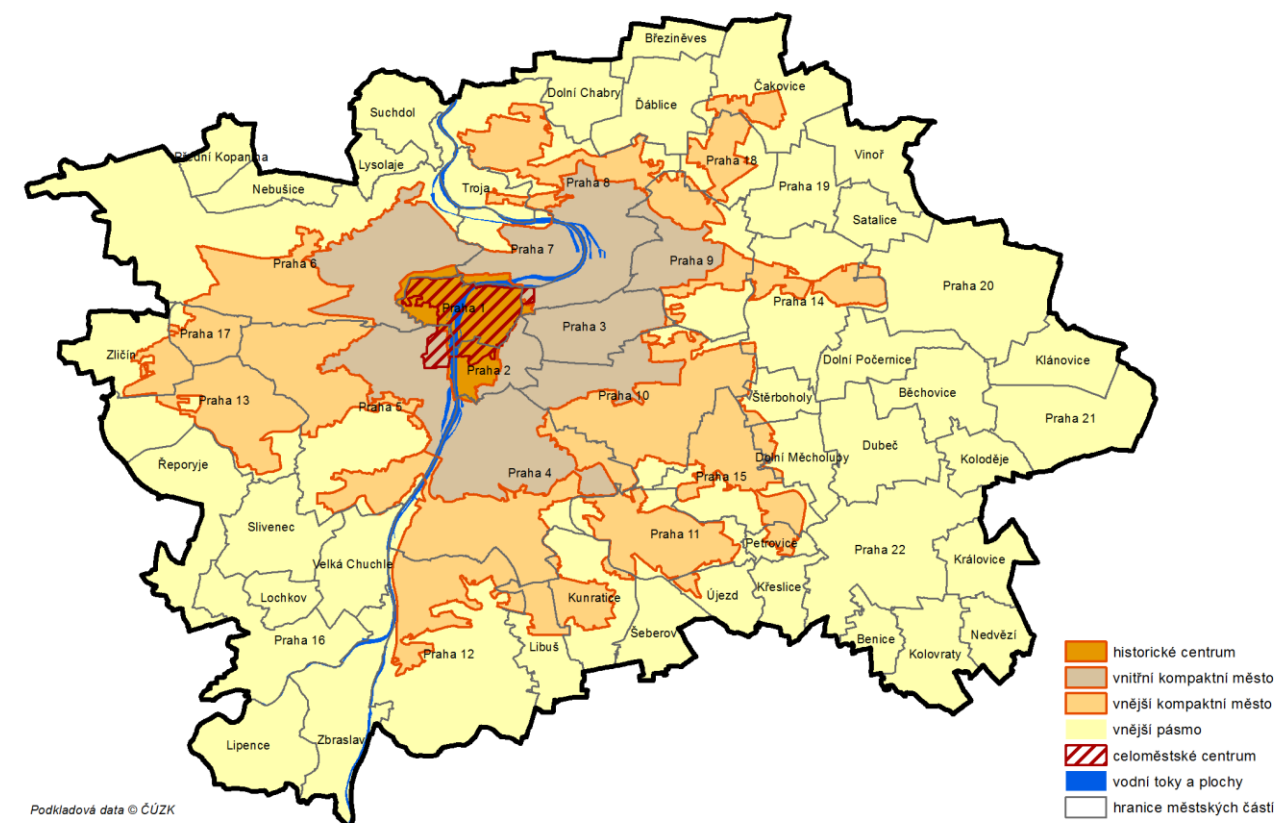 Březiněves
Dolní Chabry
Ďáblice
Čakovice
Suchdol
Přední Kopanina
Lysolaje
Nebušice
Troja
Praha 8
Praha 18
Vinoř
Praha 19
Satalice
Praha 6
Praha 7
Praha 9
Praha 20
Praha 14
Praha 1
Praha 3
Praha 17
Zličín
Praha 2
Dolní Počernice
Klánovice
Praha 13
Praha 5
Praha 10
Štěrboholy
Běchovice
Praha 21
Řeporyje
Praha 4
Dolní Měcholupy
Dubeč
Koloděje
Praha 15
Slivenec
Praha 11
Petrovice
Praha 22
Královice
Velká Chuchle
Lochkov
Kunratice
Újezd
Křeslice
Praha 16
Praha 12
Libuš
Šeberov
Benice
Kolovraty
Nedvězí
Lipence
Zbraslav
historické centrum
vnitřní kompaktní město
vnější kompaktní město
vnější pásmo
celoměstské centrum
vodní toky a plochy
hranice městských částí
Podkladová data © ČÚZK